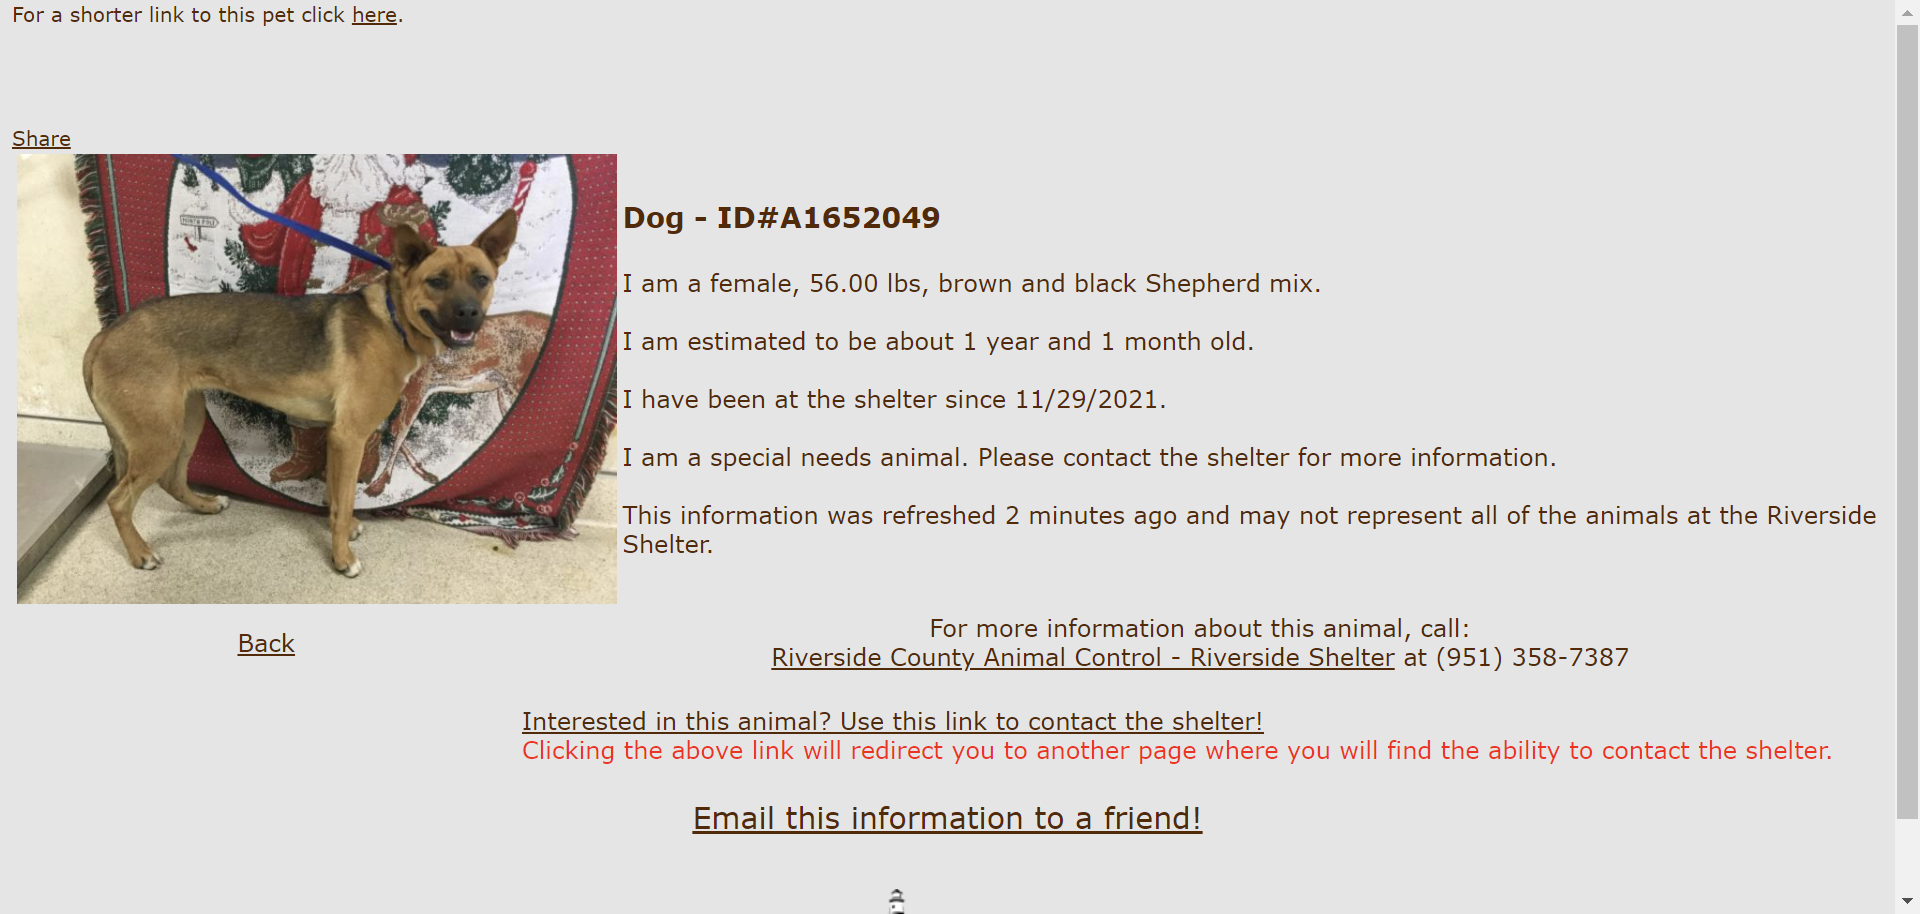 For a shorter link to this pet click here.
Share
NORTH POLE
Dog - ID#A1652049
I am a female, 56.00 lbs, brown and black Shepherd mix.
I am estimated to be about 1 year and 1 month old.
I have been at the shelter since 11/29/2021.
I am a special needs animal. Please contact the shelter for more information.
This information was refreshed 2 minutes ago and may not represent all of the animals at the Riverside
Shelter.
Back
For more information about this animal, call:
Riverside County Animal Control - Riverside Shelter at (951) 358-7387
Interested in this animal? Use this link to contact the shelter!
Clicking the above link will redirect you to another page where you will find the ability to contact the shelter.
Email this information to a friend!